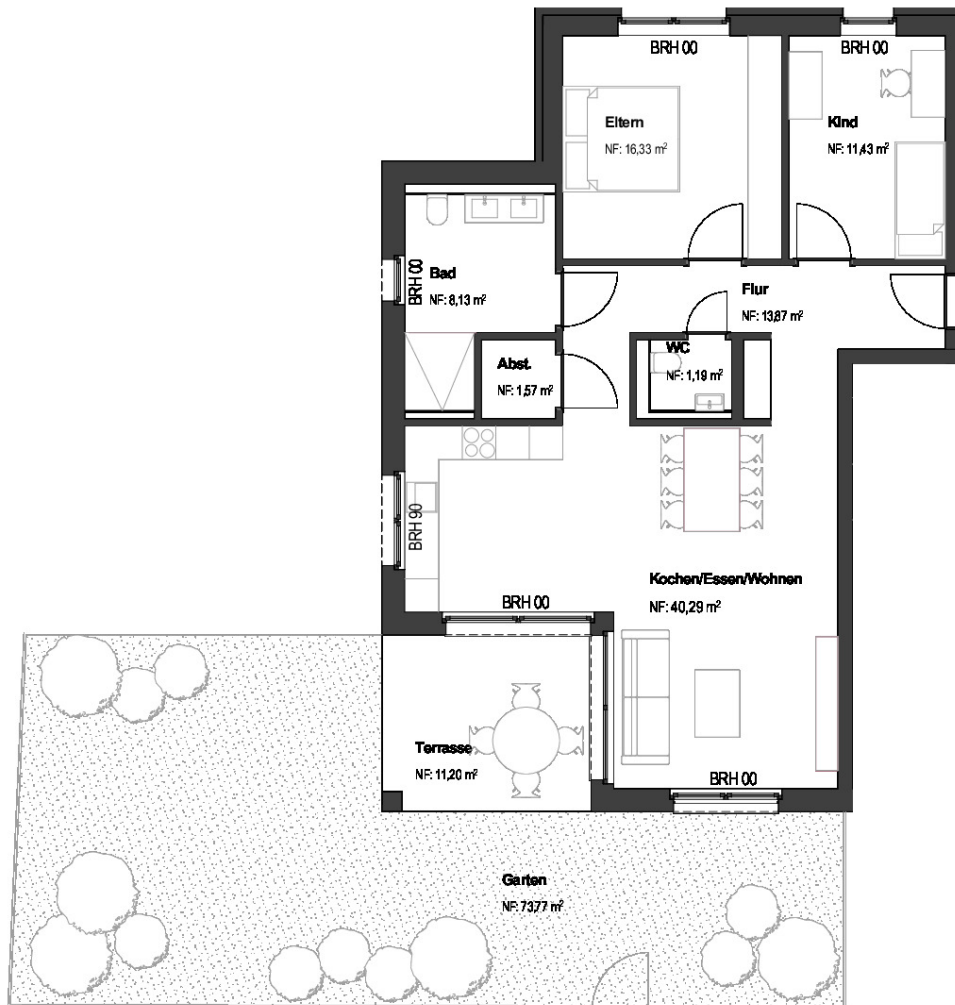 BRH 00
BRH 00
Eltern
NF: 16,33 m²
Kind
NF: 11,43 m²
Bad
NF: 8,13 m²
BRH 00
Flur
NF: 13,87 m²
WC
NF: 1,19 m²
Abst.
NF: 1,57 m²
BRH 90
Kochen/Essen/Wohnen
NF: 40,29 m²
BRH 00
Terrasse
NF: 11,20 m²
BRH 00
Garten
NF: 73,77 m²